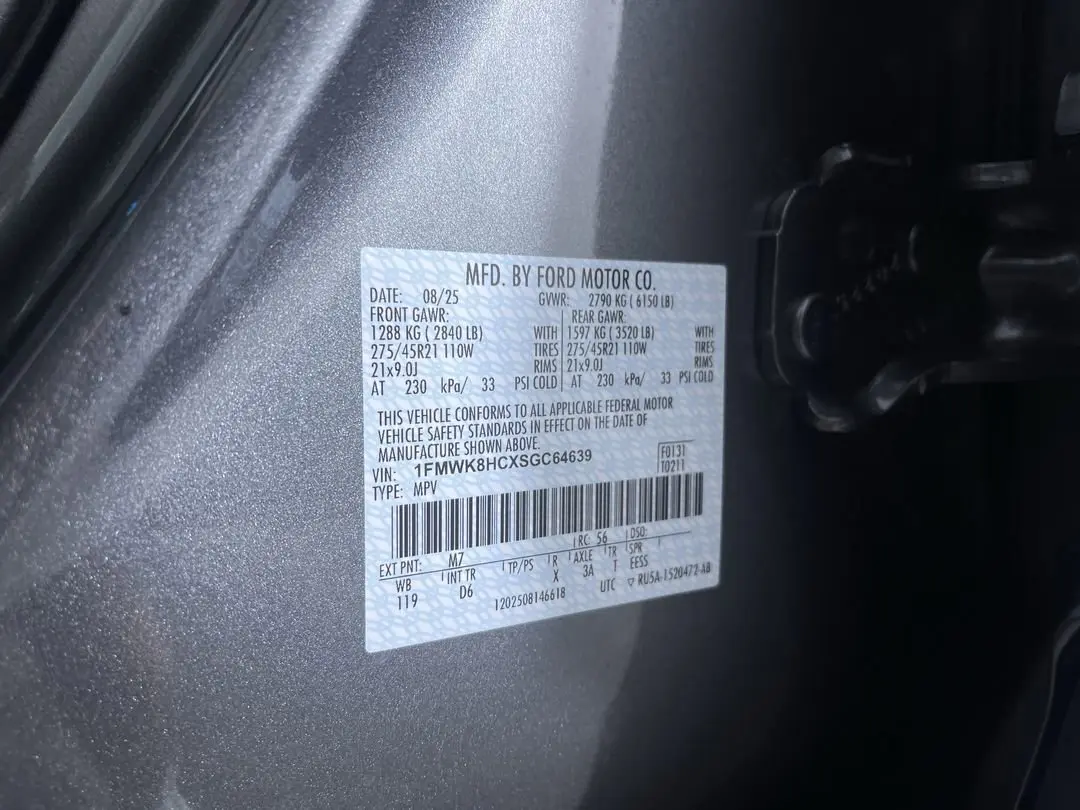 MFD. BY FORD MOTOR CO.
DATE: 08/25 GVWR: 2790 KG ( 6150 LB)
FRONT GAWR: REAR GAWR:
1288 KG ( 2840 LB) WITH 1597 KG ( 3520 LB) WITH
275/45R21 110W TIRES 275/45R21 110W TIRES
21x9.0J RIMS 21x9.0J RIMS
AT 230 kPa/ 33 PSI COLD AT 230 kPa/ 33 PSI COLD
THIS VEHICLE CONFORMS TO ALL APPLICABLE FEDERAL MOTOR
VEHICLE SAFETY STANDARDS IN EFFECT ON THE DATE OF
MANUFACTURE SHOWN ABOVE.
VIN: 1FMWK8HCXSGC64639 F0131
TYPE: MPV T0211
EXT PNT: M7 RC: 56 DSO:
WB INT TR TP/PS R AXLE TR SPR
119 D6 X 3A T EESS
1202508146618 UTC ▽ RU5A-1520472-AB